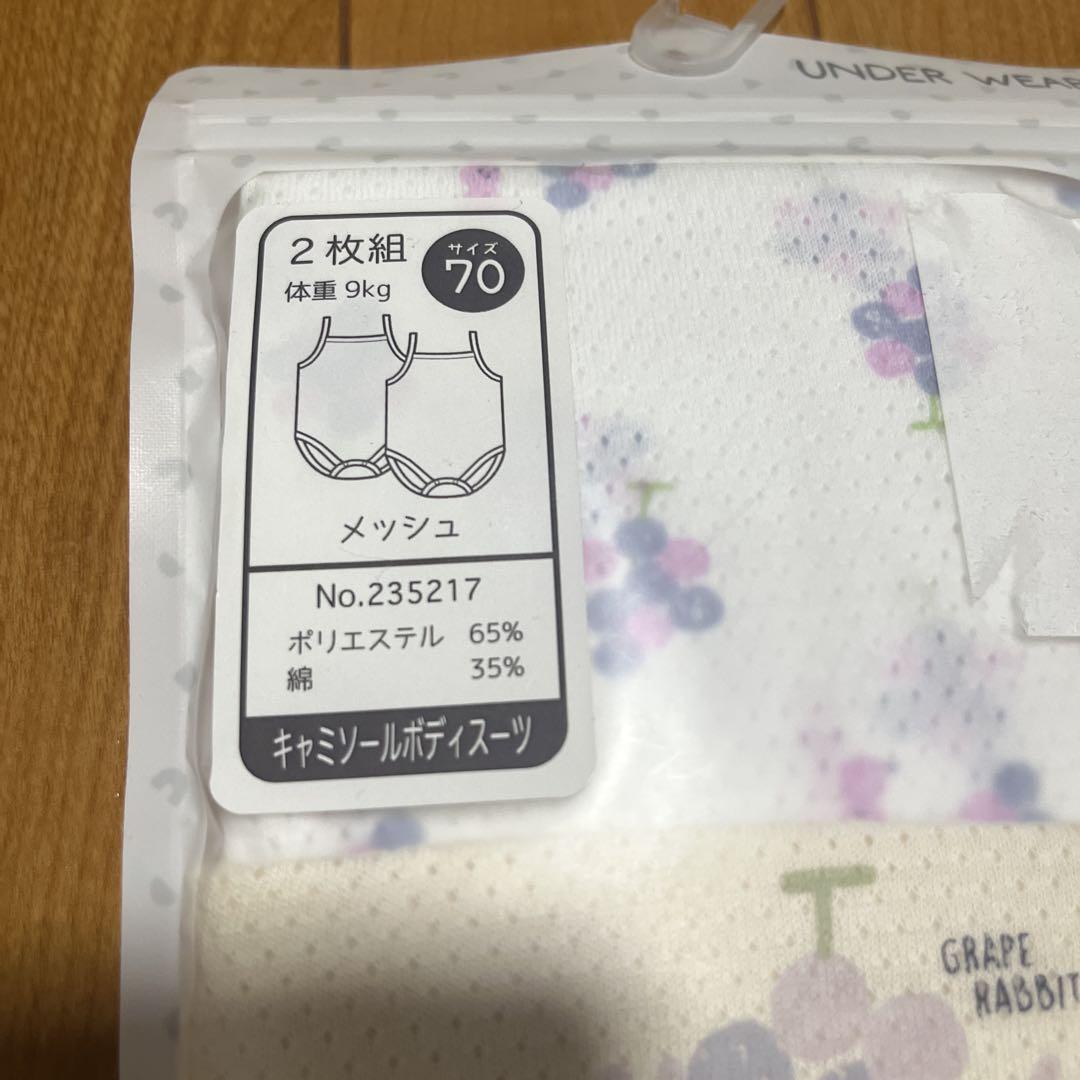 UNDER WEAR
2枚組
サイズ
70
体重 9kg
メッシュ
No.235217
ポリエステル 65%
綿 35%
キャミソールボディスーツ
GRAPE
RABBIT